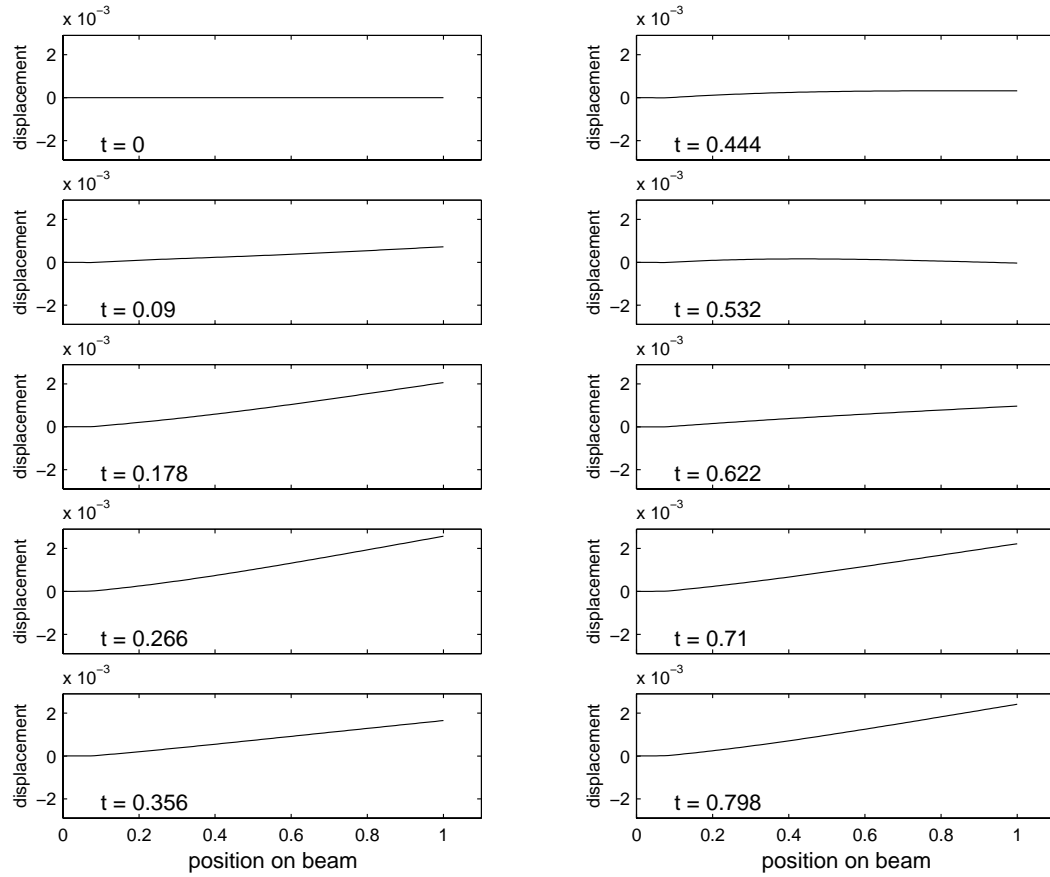 x 10⁻³
displacement
2
0
−2
t = 0
x 10⁻³
displacement
2
0
−2
t = 0.09
x 10⁻³
displacement
2
0
−2
t = 0.178
x 10⁻³
displacement
2
0
−2
t = 0.266
x 10⁻³
displacement
2
0
−2
t = 0.356
0 0.2 0.4 0.6 0.8 1
position on beam
x 10⁻³
displacement
2
0
−2
t = 0.444
x 10⁻³
displacement
2
0
−2
t = 0.532
x 10⁻³
displacement
2
0
−2
t = 0.622
x 10⁻³
displacement
2
0
−2
t = 0.71
x 10⁻³
displacement
2
0
−2
t = 0.798
0 0.2 0.4 0.6 0.8 1
position on beam